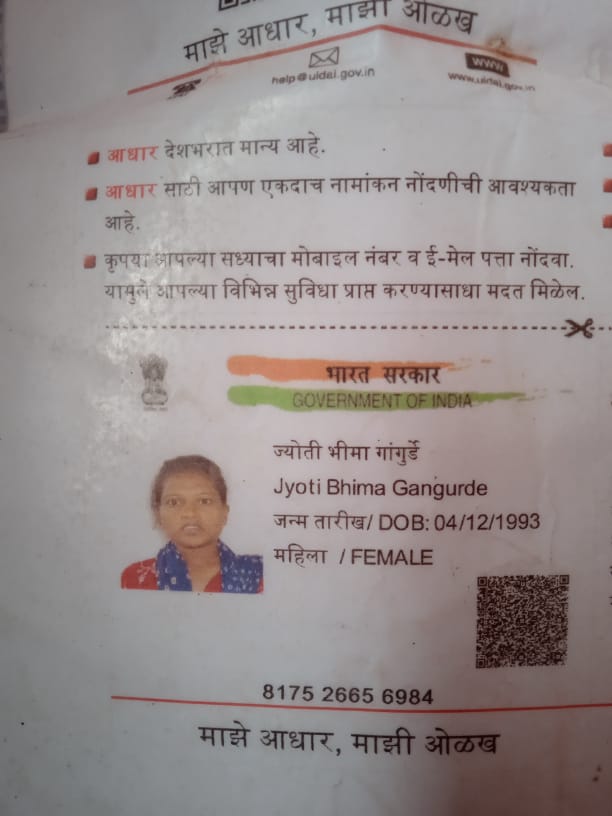 माझे आधार, माझी ओळख
help@uidai.gov.in
www
www.uidai.gov.in
आधार देशभरात मान्य आहे.
आधार साठी आपण एकदाच नामांकन नोंदणीची आवश्यकता
आहे.
कृपया आपल्या सध्याचा मोबाइल नंबर व ई-मेल पत्ता नोंदवा.
यामुले आपल्या विभिन्न सुविधा प्राप्त करण्यासाधा मदत मिळेल.
भारत सरकार
GOVERNMENT OF INDIA
ज्योती भीमा गांगुर्डे
Jyoti Bhima Gangurde
जन्म तारीख/ DOB: 04/12/1993
महिला / FEMALE
8175 2665 6984
माझे आधार, माझी ओळख